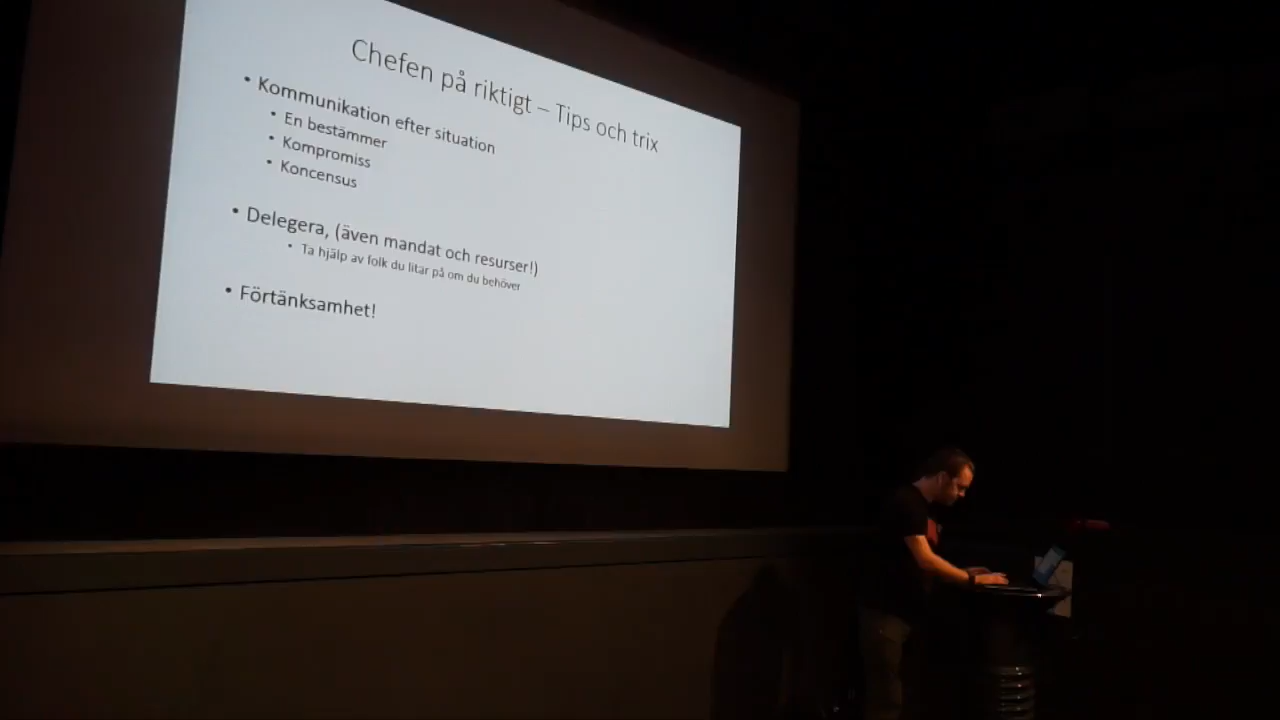 Chefen på riktigt – Tips och trix
• Kommunikation efter situation
• En bestämmer
• Kompromiss
• Koncensus
• Delegera, (även mandat och resurser!)
• Ta hjälp av folk du litar på om du behöver
• Förtänksamhet!